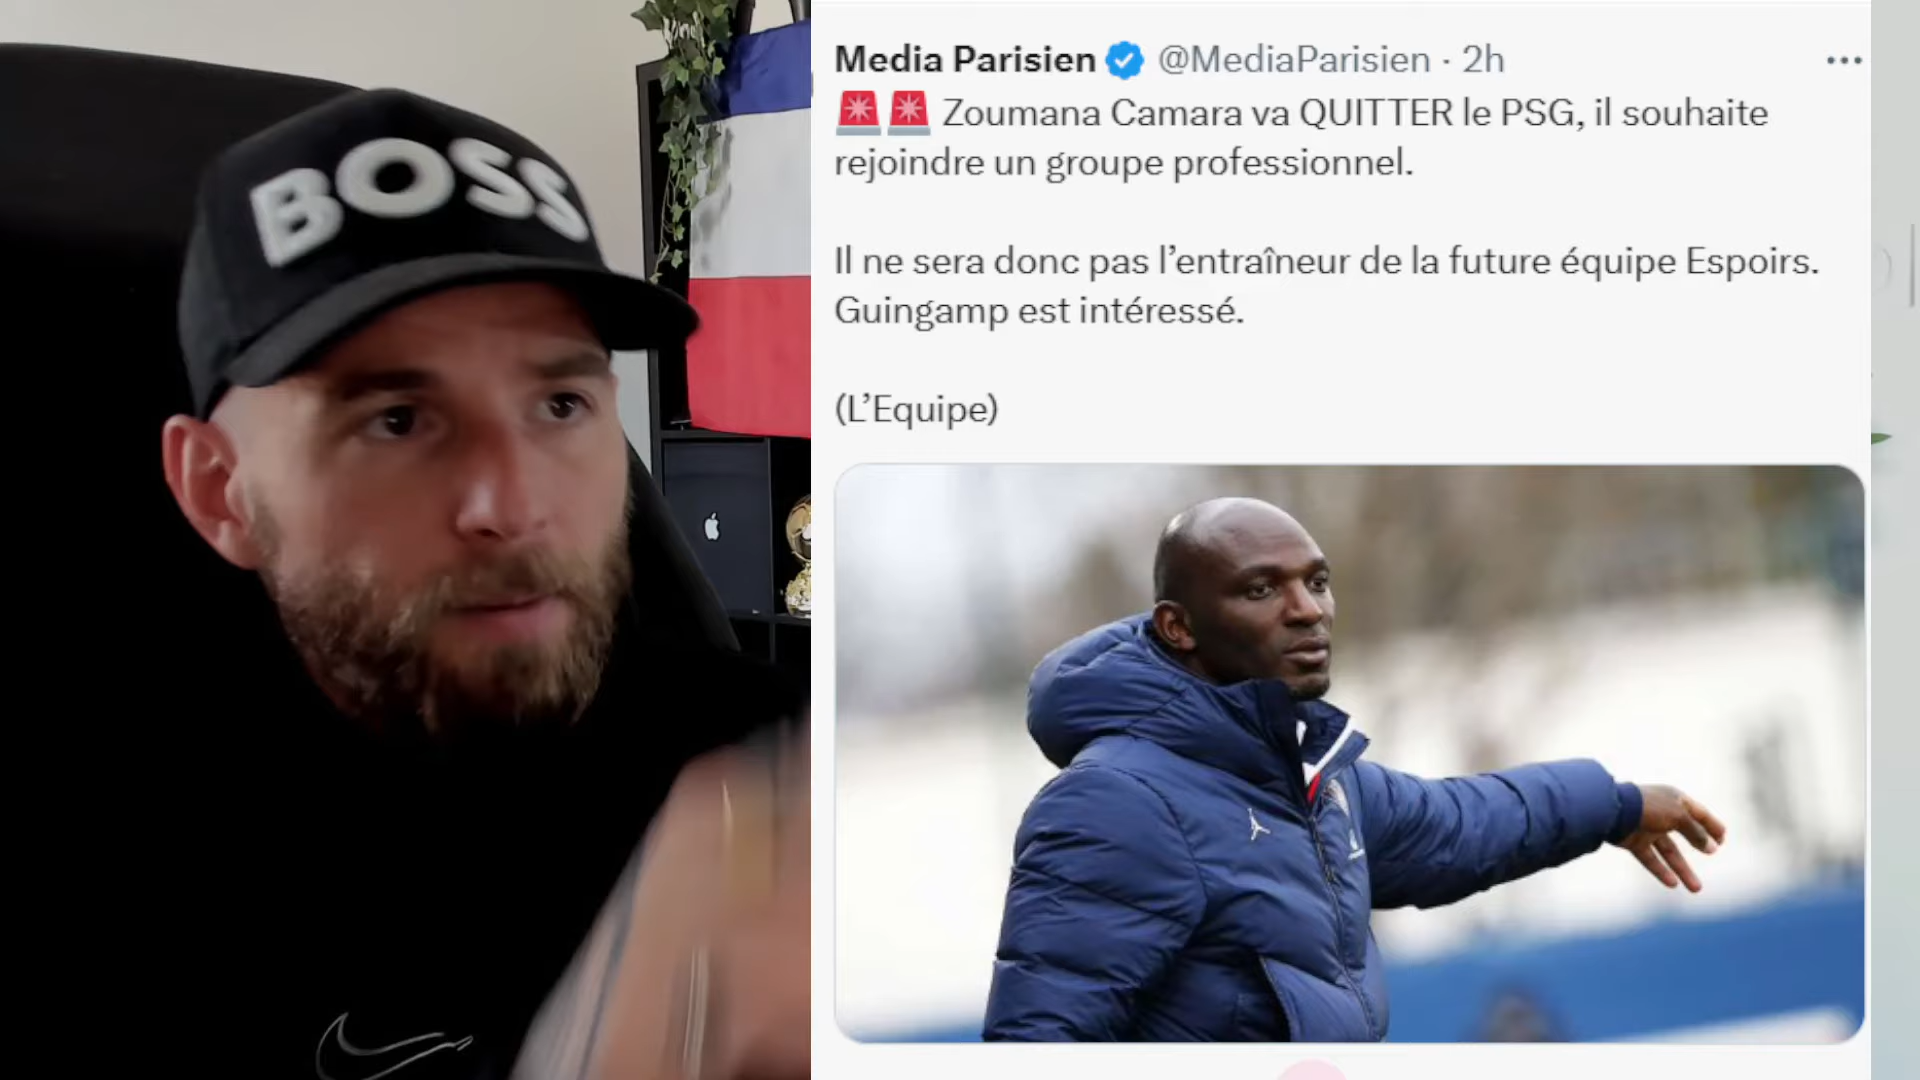 BOSS
Media Parisien @MediaParisien · 2h
🚨🚨 Zoumana Camara va QUITTER le PSG, il souhaite
rejoindre un groupe professionnel.
Il ne sera donc pas l’entraîneur de la future équipe Espoirs.
Guingamp est intéressé.
(L’Equipe)